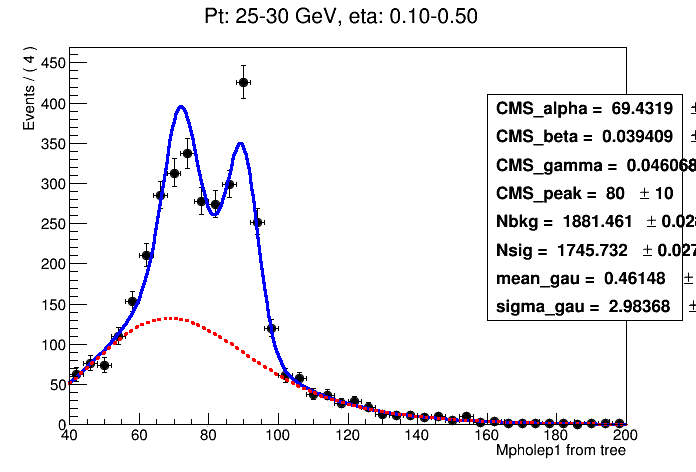 Pt: 25-30 GeV, eta: 0.10-0.50
Events / ( 4 )
450
400
350
300
250
200
150
100
50
0
CMS_alpha = 69.4319 ±
CMS_beta = 0.039409 ±
CMS_gamma = 0.046068
CMS_peak = 80 ± 10
Nbkg = 1881.461 ± 0.028
Nsig = 1745.732 ± 0.027
mean_gau = 0.46148 ±
sigma_gau = 2.98368 ±
40 60 80 100 120 140 160 180 200
Mpholep1 from tree